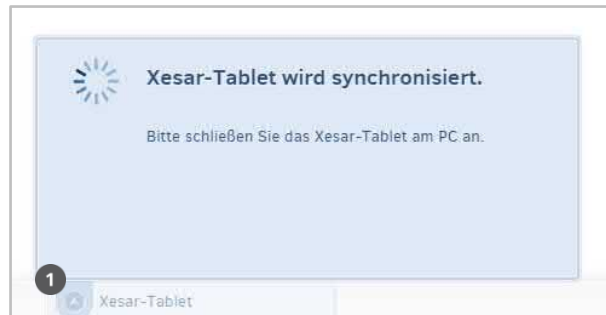 Xesar-Tablet wird synchronisiert.
Bitte schließen Sie das Xesar-Tablet am PC an.
1
Xesar-Tablet